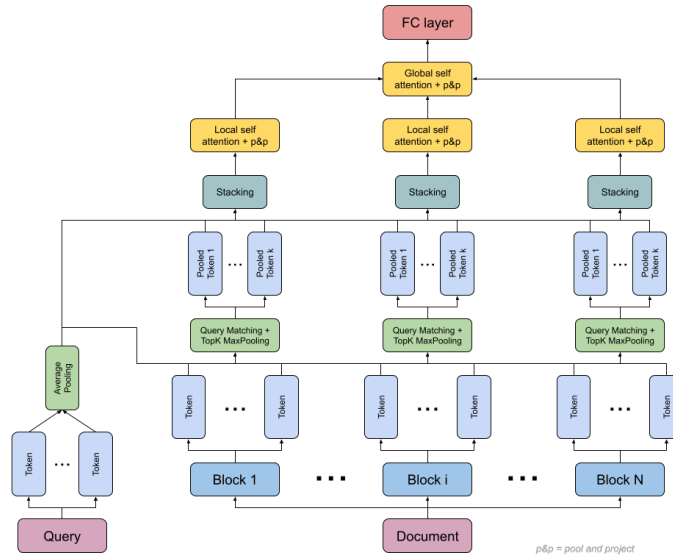 FC layer
Global self
attention + p&p
Local self
attention + p&p
Local self
attention + p&p
Local self
attention + p&p
Stacking
Stacking
Stacking
Pooled
Token 1
...
Pooled
Token k
Pooled
Token 1
...
Pooled
Token k
Pooled
Token 1
...
Pooled
Token k
Query Matching +
TopK MaxPooling
Query Matching +
TopK MaxPooling
Query Matching +
TopK MaxPooling
Average
Pooling
Token
...
Token
Token
...
Token
Token
...
Token
Token
...
Token
Block 1
...
Block i
...
Block N
Query
Document
p&p = pool and project